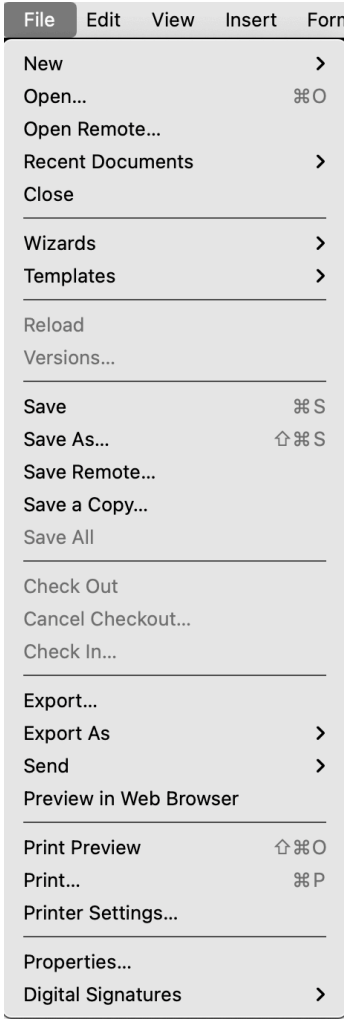 File Edit View Insert Forr
New
Open... ⌘O
Open Remote...
Recent Documents
Close
Wizards
Templates
Reload
Versions...
Save ⌘S
Save As... ⇧⌘S
Save Remote...
Save a Copy...
Save All
Check Out
Cancel Checkout...
Check In...
Export...
Export As
Send
Preview in Web Browser
Print Preview ⇧⌘O
Print... ⌘P
Printer Settings...
Properties...
Digital Signatures